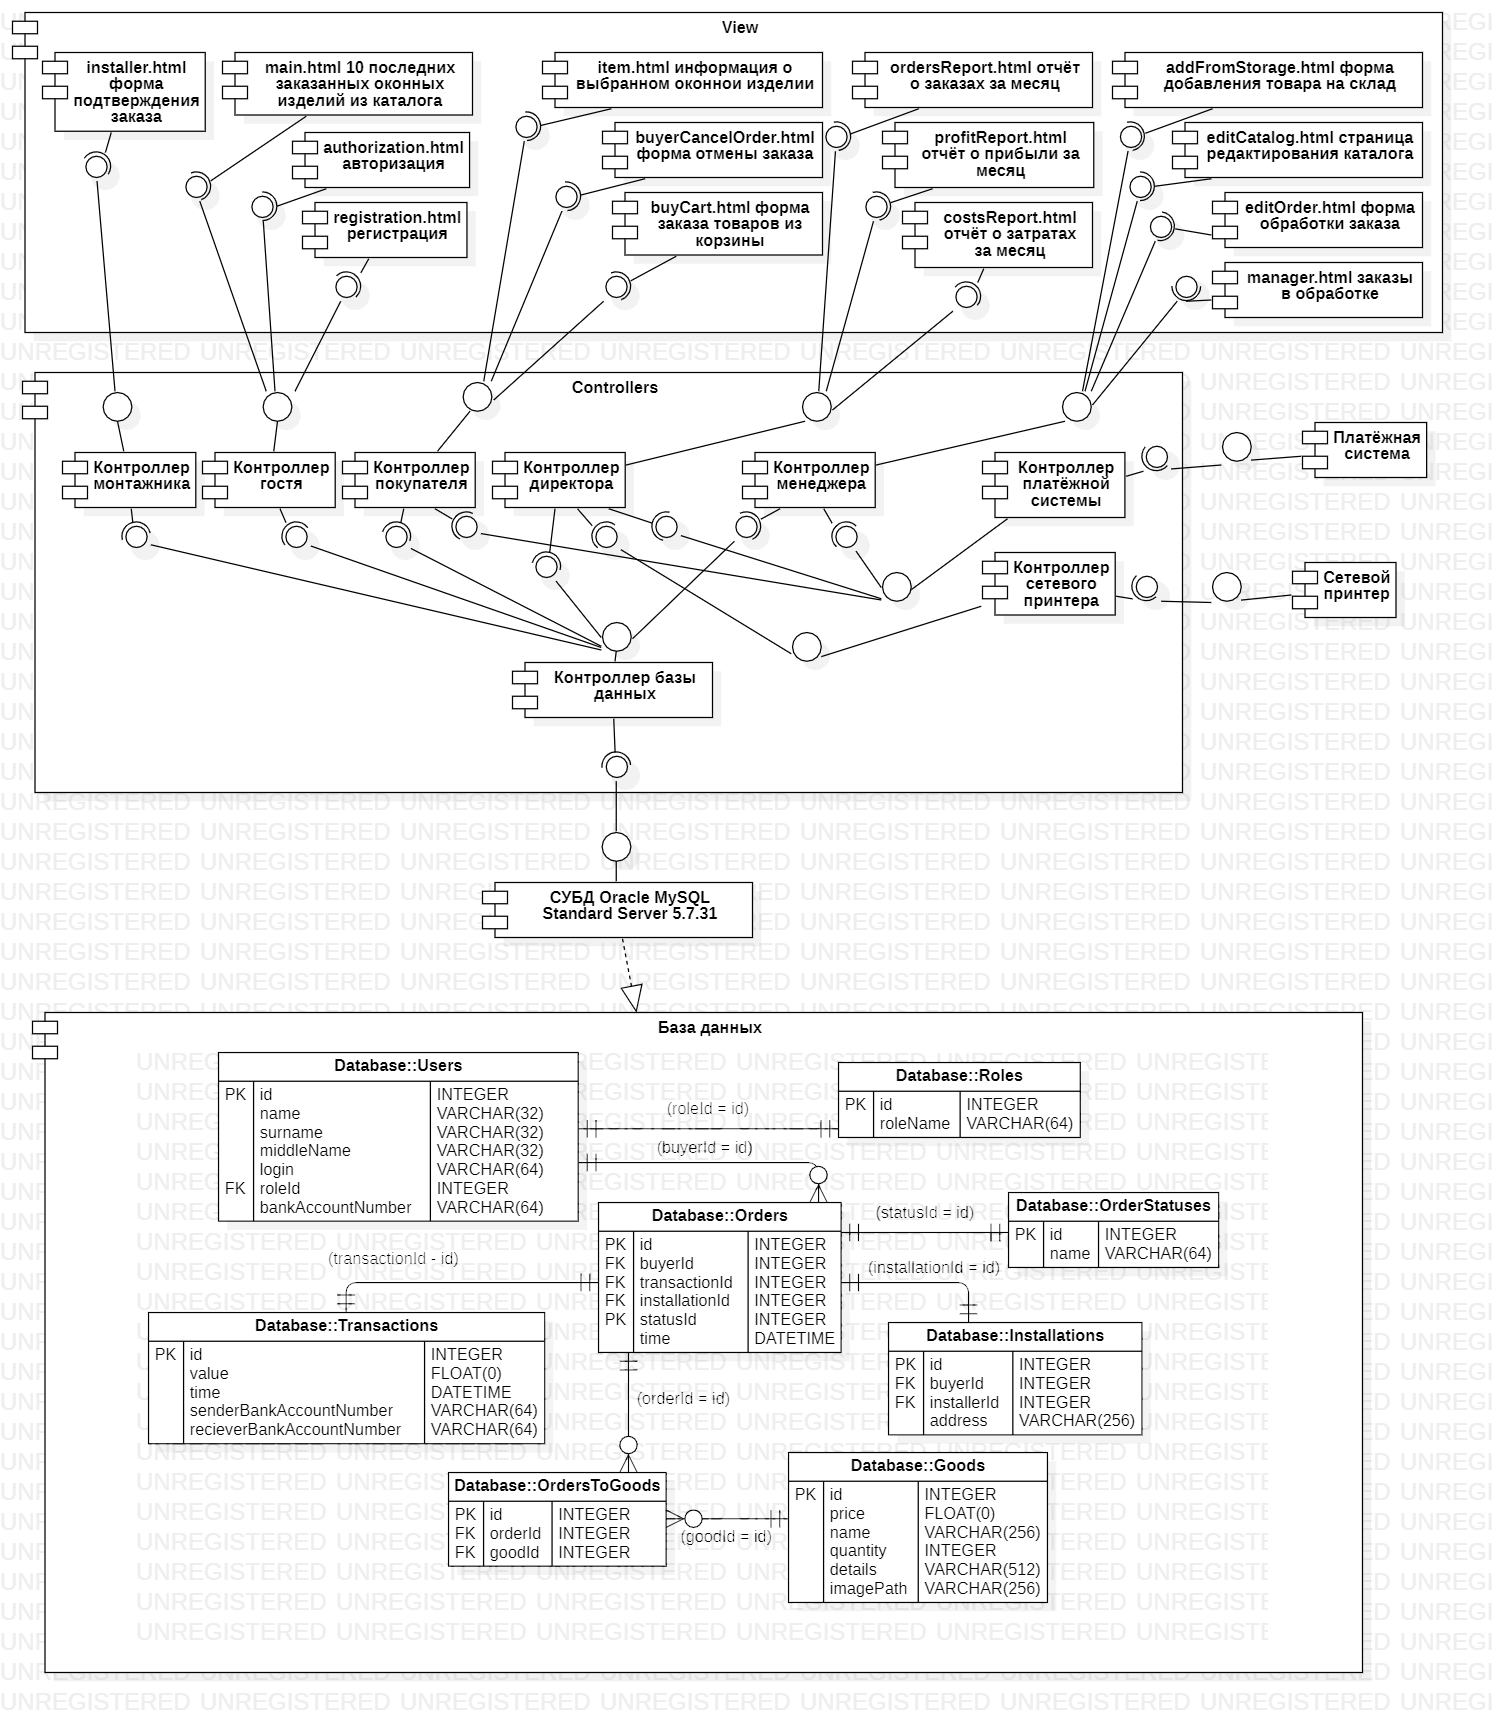 View
installer.html
форма
подтверждения
заказа
main.html 10 последних
заказанных оконных
изделий из каталога
authorization.html
авторизация
registration.html
регистрация
item.html информация о
выбранном оконнои изделии
buyerCancelOrder.html
форма отмены заказа
buyCart.html форма
заказа товаров из
корзины
ordersReport.html отчёт
о заказах за месяц
profitReport.html
отчёт о прибыли за
месяц
costsReport.html
отчёт о затратах
за месяц
addFromStorage.html форма
добавления товара на склад
editCatalog.html страница
редактирования каталога
editOrder.html форма
обработки заказа
manager.html заказы
в обработке
Controllers
Контроллер
монтажника
Контроллер
гостя
Контроллер
покупателя
Контроллер
директора
Контроллер
менеджера
Контроллер
платёжной
системы
Платёжная
система
Контроллер
сетевого
принтера
Сетевой
принтер
Контроллер базы
данных
СУБД Oracle MySQL
Standard Server 5.7.31
База данных
Database::Users
PK id INTEGER
name VARCHAR(32)
surname VARCHAR(32)
middleName VARCHAR(32)
login VARCHAR(64)
FK roleId INTEGER
bankAccountNumber VARCHAR(64)
(roleId = id)
Database::Roles
PK id INTEGER
roleName VARCHAR(64)
(buyerId = id)
Database::Orders
PK id INTEGER
FK buyerId INTEGER
FK transactionId INTEGER
FK installationId INTEGER
PK statusId INTEGER
time DATETIME
(statusId = id)
Database::OrderStatuses
PK id INTEGER
name VARCHAR(64)
(transactionId - id)
(installationId = id)
Database::Transactions
PK id INTEGER
value FLOAT(0)
time DATETIME
senderBankAccountNumber VARCHAR(64)
recieverBankAccountNumber VARCHAR(64)
Database::Installations
PK id INTEGER
FK buyerId INTEGER
FK installerId INTEGER
address VARCHAR(256)
(orderId = id)
Database::OrdersToGoods
PK id INTEGER
FK orderId INTEGER
FK goodId INTEGER
(goodId = id)
Database::Goods
PK id INTEGER
price FLOAT(0)
name VARCHAR(256)
quantity INTEGER
details VARCHAR(512)
imagePath VARCHAR(256)
UNREGISTERED